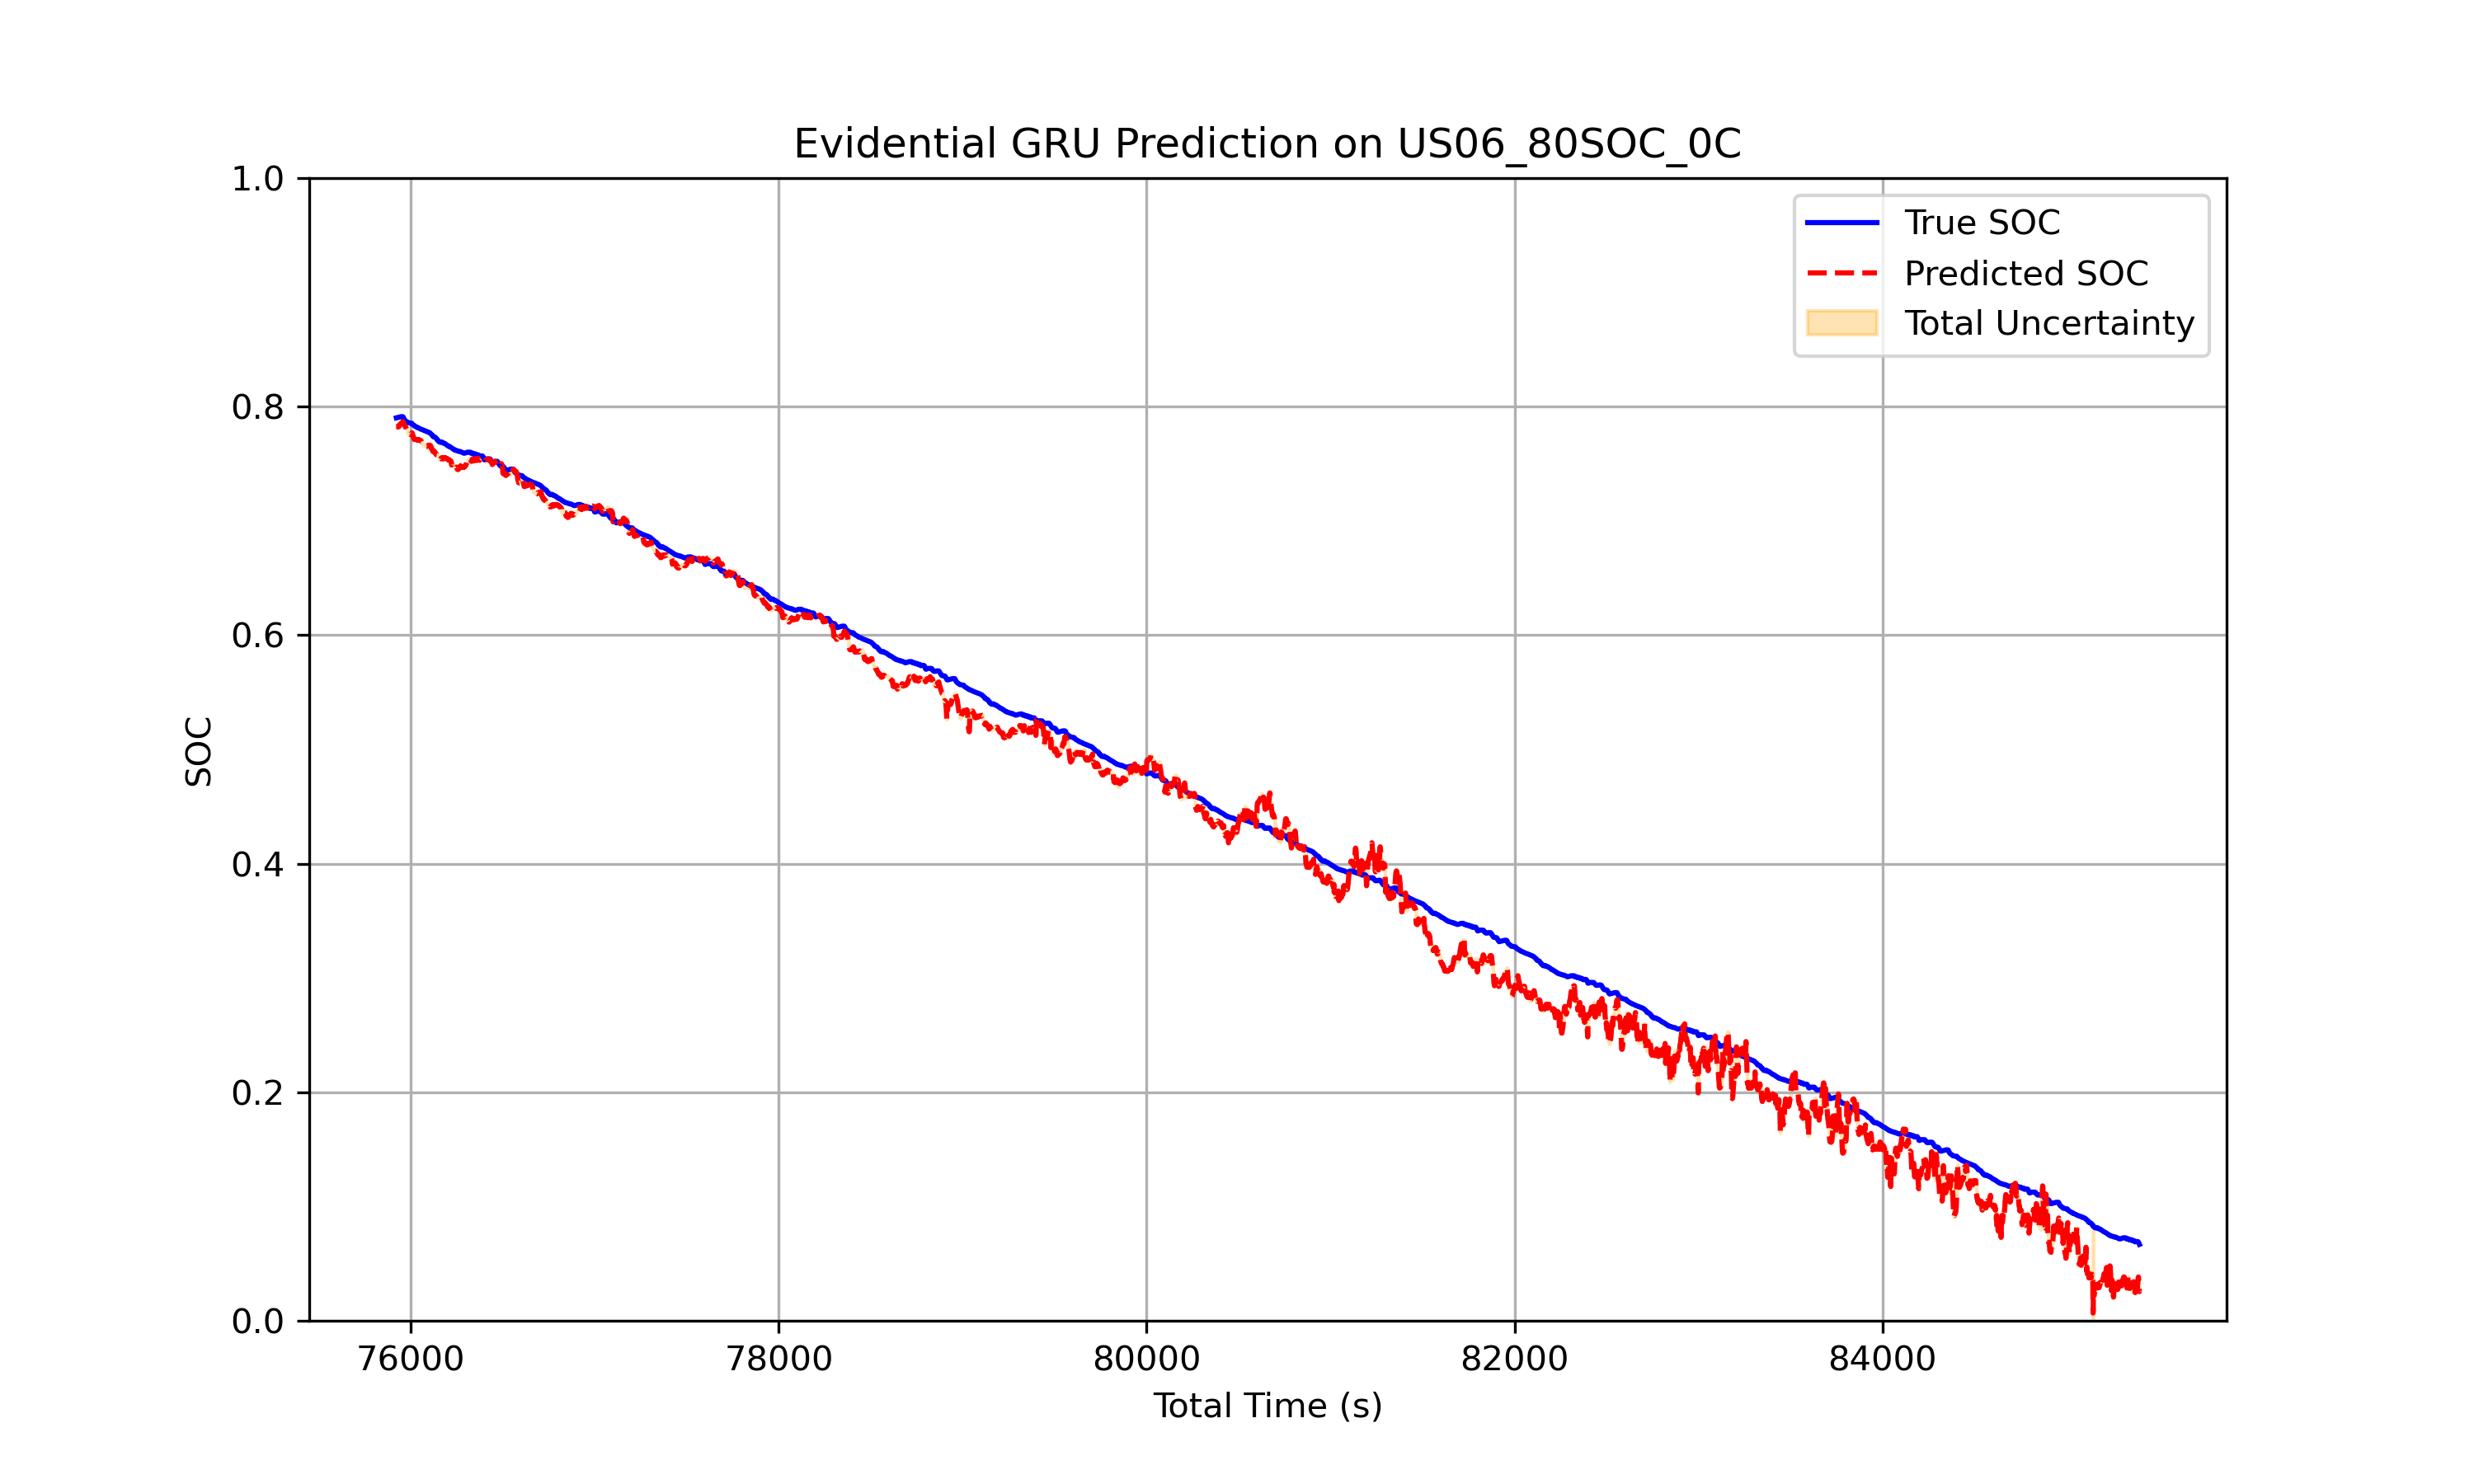 Evidential GRU Prediction on US06_80SOC_0C
True SOC
Predicted SOC
Total Uncertainty
1.0
0.8
0.6
0.4
0.2
0.0
SOC
76000 78000 80000 82000 84000
Total Time (s)